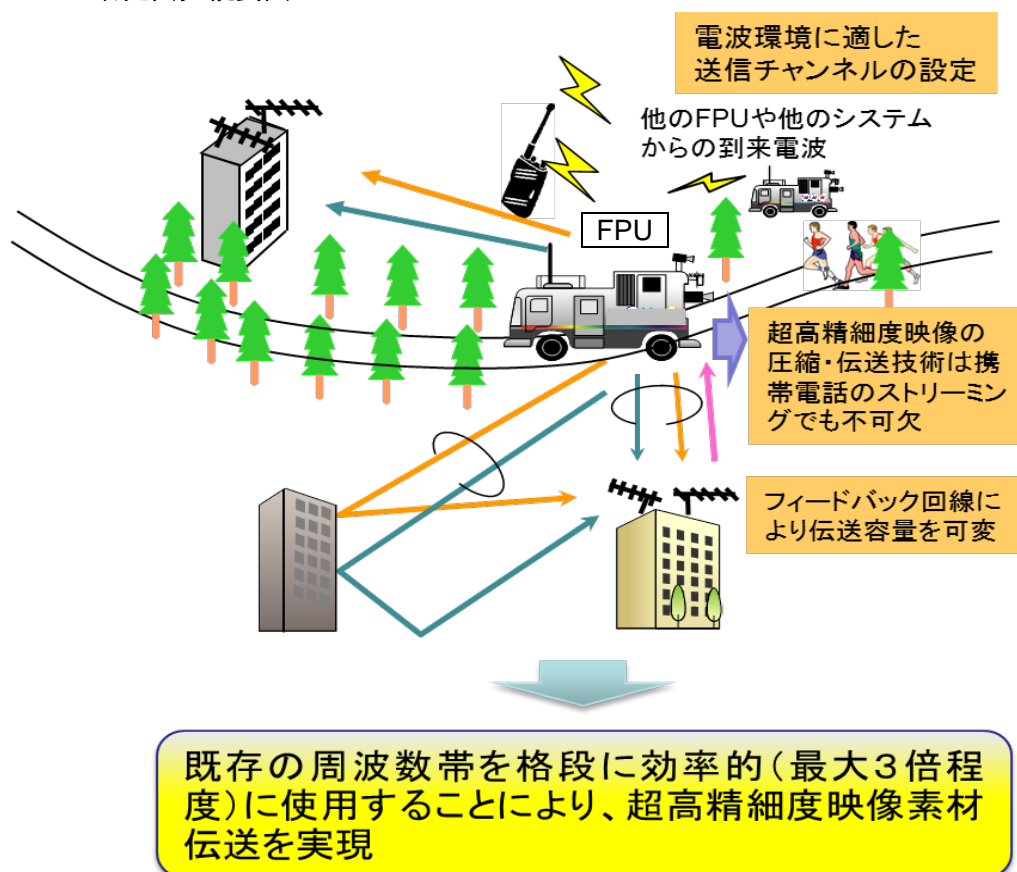 電波環境に適した
送信チャンネルの設定
他のFPUや他のシステム
からの到来電波
FPU
超高精細度映像の
圧縮・伝送技術は携
帯電話のストリーミン
グでも不可欠
フィードバック回線に
より伝送容量を可変
既存の周波数帯を格段に効率的(最大3倍程
度)に使用することにより、超高精細度映像素材
伝送を実現